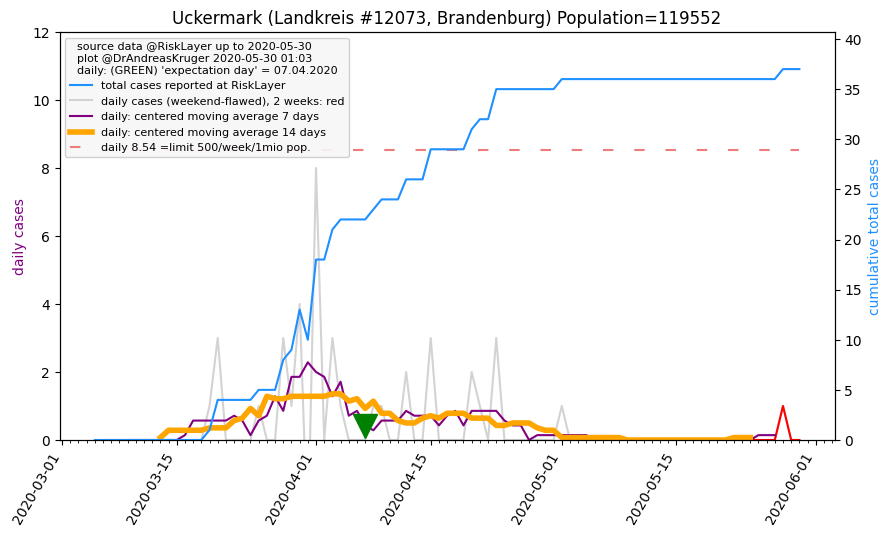 Uckermark (Landkreis #12073, Brandenburg) Population=119552
source data @RiskLayer up to 2020-05-30
plot @DrAndreasKruger 2020-05-30 01:03
daily: (GREEN) 'expectation day' = 07.04.2020
total cases reported at RiskLayer
daily cases (weekend-flawed), 2 weeks: red
daily: centered moving average 7 days
daily: centered moving average 14 days
daily 8.54 =limit 500/week/1mio pop.
daily cases
12
10
8
6
4
2
0
cumulative total cases
40
35
30
25
20
15
10
5
0
2020-03-01
2020-03-15
2020-04-01
2020-04-15
2020-05-01
2020-05-15
2020-06-01